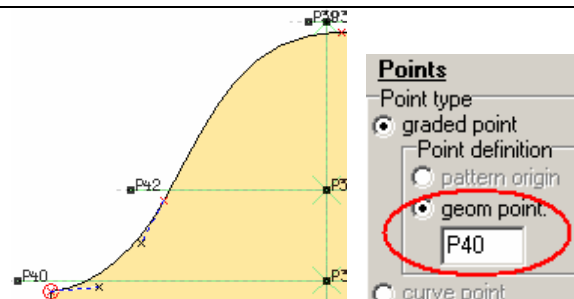 P42
P40
Points
Point type
graded point
Point definition
pattern origin
geom point.
P40
curve point